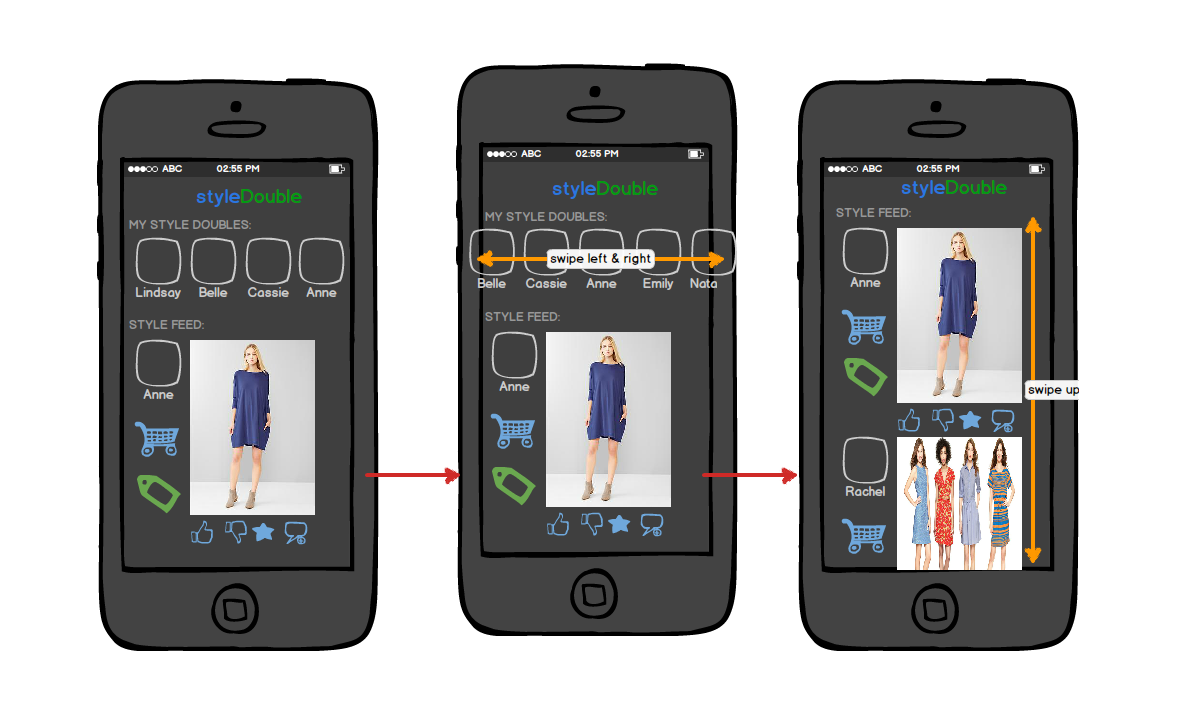 ABC 02:55 PM
styleDouble
MY STYLE DOUBLES:
Lindsay Belle Cassie Anne
STYLE FEED:
Anne
ABC 02:55 PM
styleDouble
MY STYLE DOUBLES:
swipe left & right
Belle Cassie Anne Emily Nata
STYLE FEED:
Anne
ABC 02:55 PM
styleDouble
STYLE FEED:
Anne
swipe up
Rachel